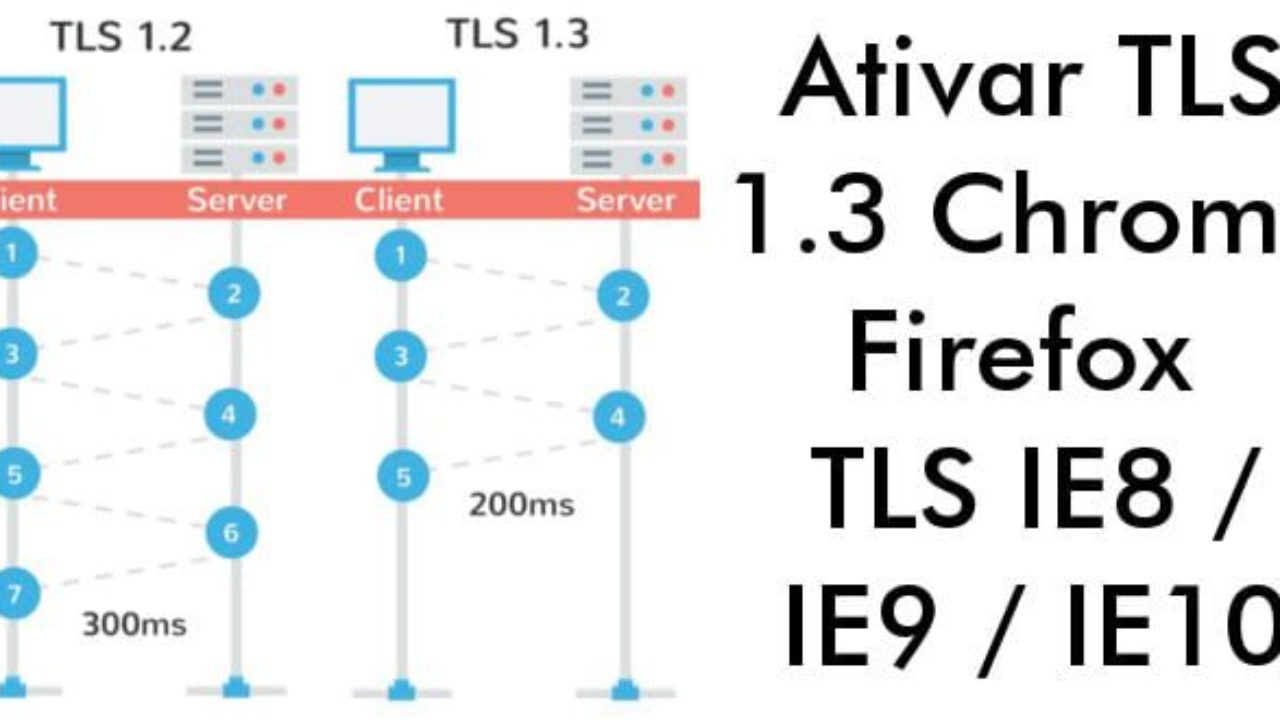 TLS 1.2
TLS 1.3
ient
Server
Client
Server
1
2
3
4
5
6
7
300ms
1
2
3
4
5
200ms
Ativar TLS
1.3 Chrom
Firefox
TLS IE8 /
IE9 / IE10